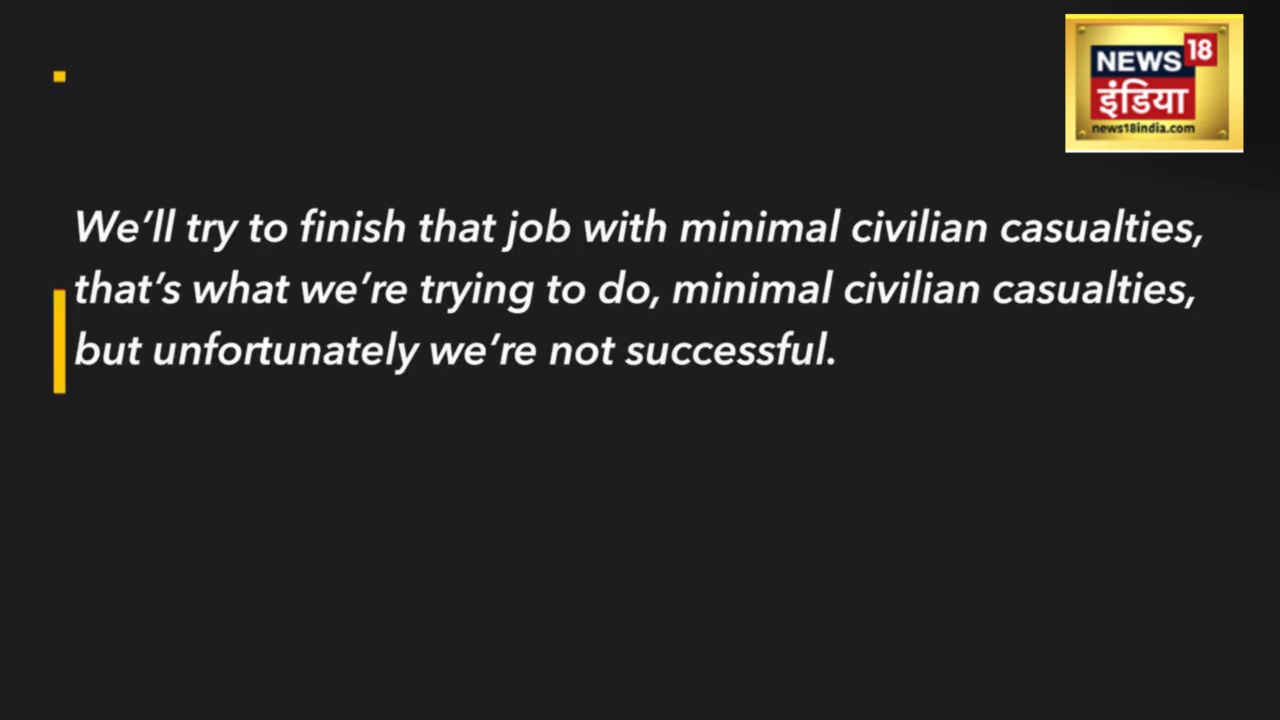 NEWS 18
इंडिया
news18india.com
We’ll try to finish that job with minimal civilian casualties,
that’s what we’re trying to do, minimal civilian casualties,
but unfortunately we’re not successful.